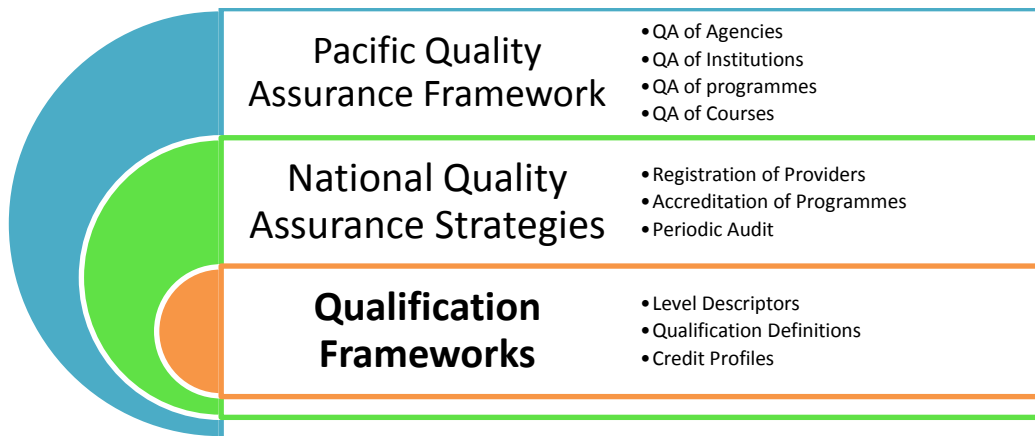 Pacific Quality
Assurance Framework
•QA of Agencies
•QA of Institutions
•QA of programmes
•QA of Courses
National Quality
Assurance Strategies
•Registration of Providers
•Accreditation of Programmes
•Periodic Audit
Qualification
Frameworks
•Level Descriptors
•Qualification Definitions
•Credit Profiles